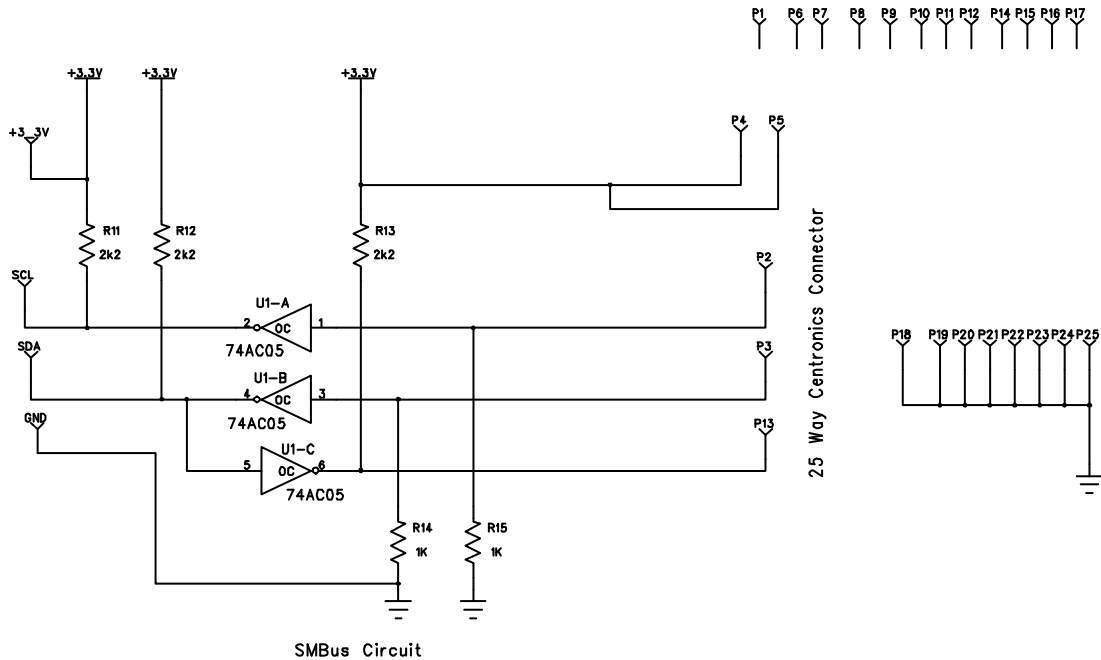 P1 P6 P7 P8 P9 P10 P11 P12 P14 P15 P16 P17
+3.3V +3.3V +3.3V
+3_3V
P4 P5
R11 R12 R13
2k2 2k2 2k2
25 Way Centronics Connector
P2
SCL
U1-A
2 OC 1
74AC05
SDA
P3
P18 P19 P20 P21 P22 P23 P24 P25
U1-B
4 OC 3
74AC05
GND
P13
U1-C
5 OC 6
74AC05
R14 R15
1K 1K
SMBus Circuit